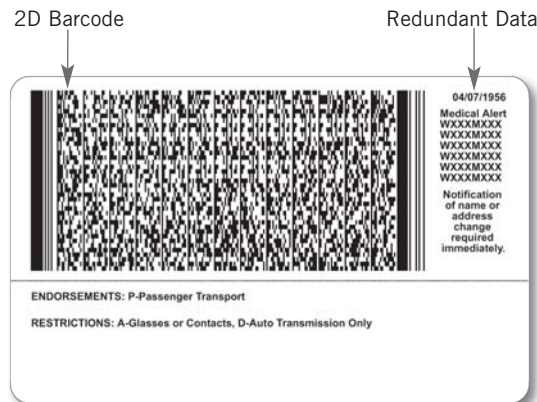 2D Barcode
Redundant Data
04/07/1956
Medical Alert
WXXXMXXX
WXXXMXXX
WXXXMXXX
WXXXMXXX
WXXXMXXX
WXXXMXXX
Notification
of name or
address
change
required
immediately.
ENDORSEMENTS: P-Passenger Transport
RESTRICTIONS: A-Glasses or Contacts, D-Auto Transmission Only